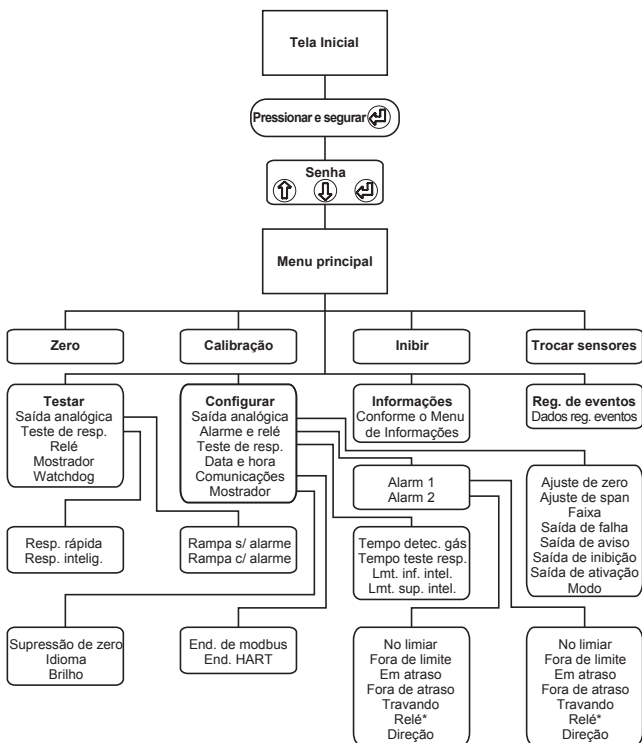 Tela Inicial
Pressionar e segurar
Senha
Menu principal
Zero
Calibração
Inibir
Trocar sensores
Testar
Saída analógica
Teste de resp.
Relé
Mostrador
Watchdog
Configurar
Saída analógica
Alarme e relé
Teste de resp.
Data e hora
Comunicações
Mostrador
Informações
Conforme o Menu
de Informações
Reg. de eventos
Dados reg. eventos
Alarm 1
Alarm 2
Ajuste de zero
Ajuste de span
Faixa
Saída de falha
Saída de aviso
Saída de inibição
Saída de ativação
Modo
Resp. rápida
Resp. intelig.
Rampa s/ alarme
Rampa c/ alarme
Tempo detec. gás
Tempo teste resp.
Lmt. inf. intel.
Lmt. sup. intel.
Supressão de zero
Idioma
Brilho
End. de modbus
End. HART
No limiar
Fora de limite
Em atraso
Fora de atraso
Travando
Relé*
Direção
No limiar
Fora de limite
Em atraso
Fora de atraso
Travando
Relé*
Direção